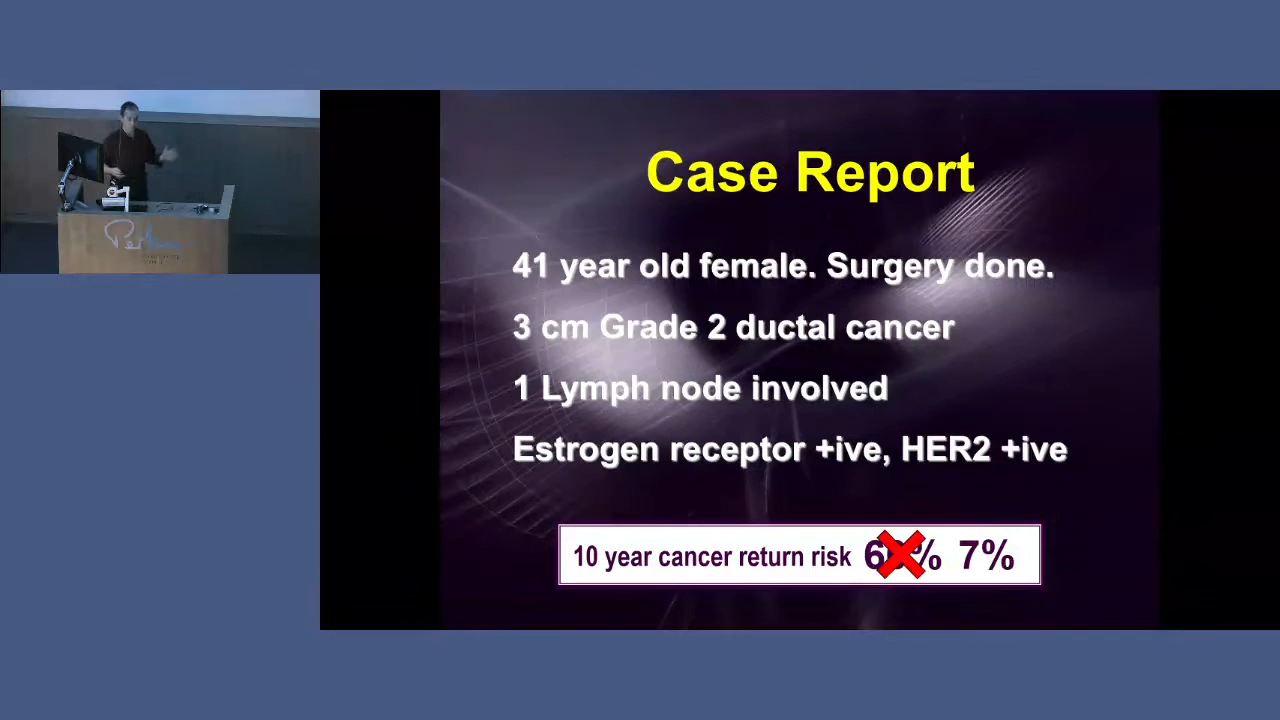 Case Report
41 year old female. Surgery done.
3 cm Grade 2 ductal cancer
1 Lymph node involved
Estrogen receptor +ive, HER2 +ive
10 year cancer return risk 7%